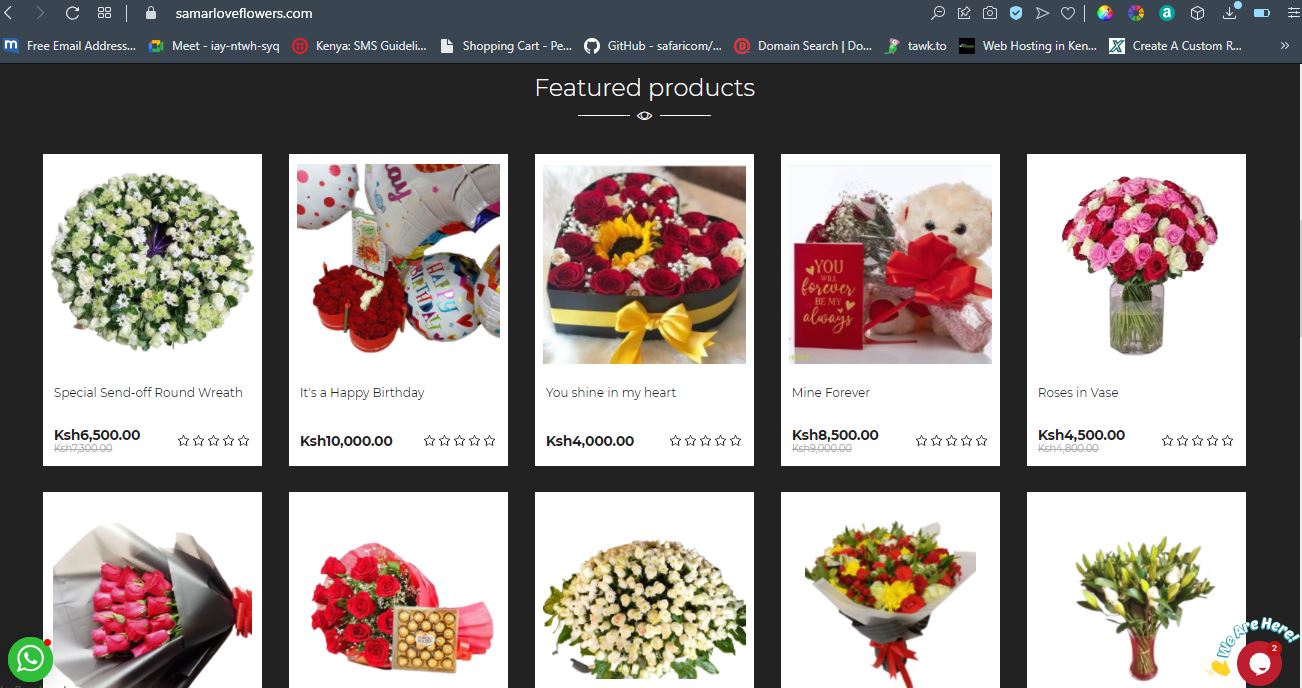 samarloveflowers.com
Free Email Address...
Meet - iay-ntwh-syq
Kenya: SMS Guideli...
Shopping Cart - Pe...
GitHub - safaricom/...
Domain Search | Do...
tawk.to
Web Hosting in Ken...
Create A Custom R...
Featured products
HAPPY
BIRTHDAY
YOU
WILL
forever
BE MY
always
Special Send-off Round Wreath
It's a Happy Birthday
You shine in my heart
Mine Forever
Roses in Vase
Ksh6,500.00
Ksh7,300.00
Ksh10,000.00
Ksh4,000.00
Ksh8,500.00
Ksh9,000.00
Ksh4,500.00
Ksh4,800.00
We Are Here!
2